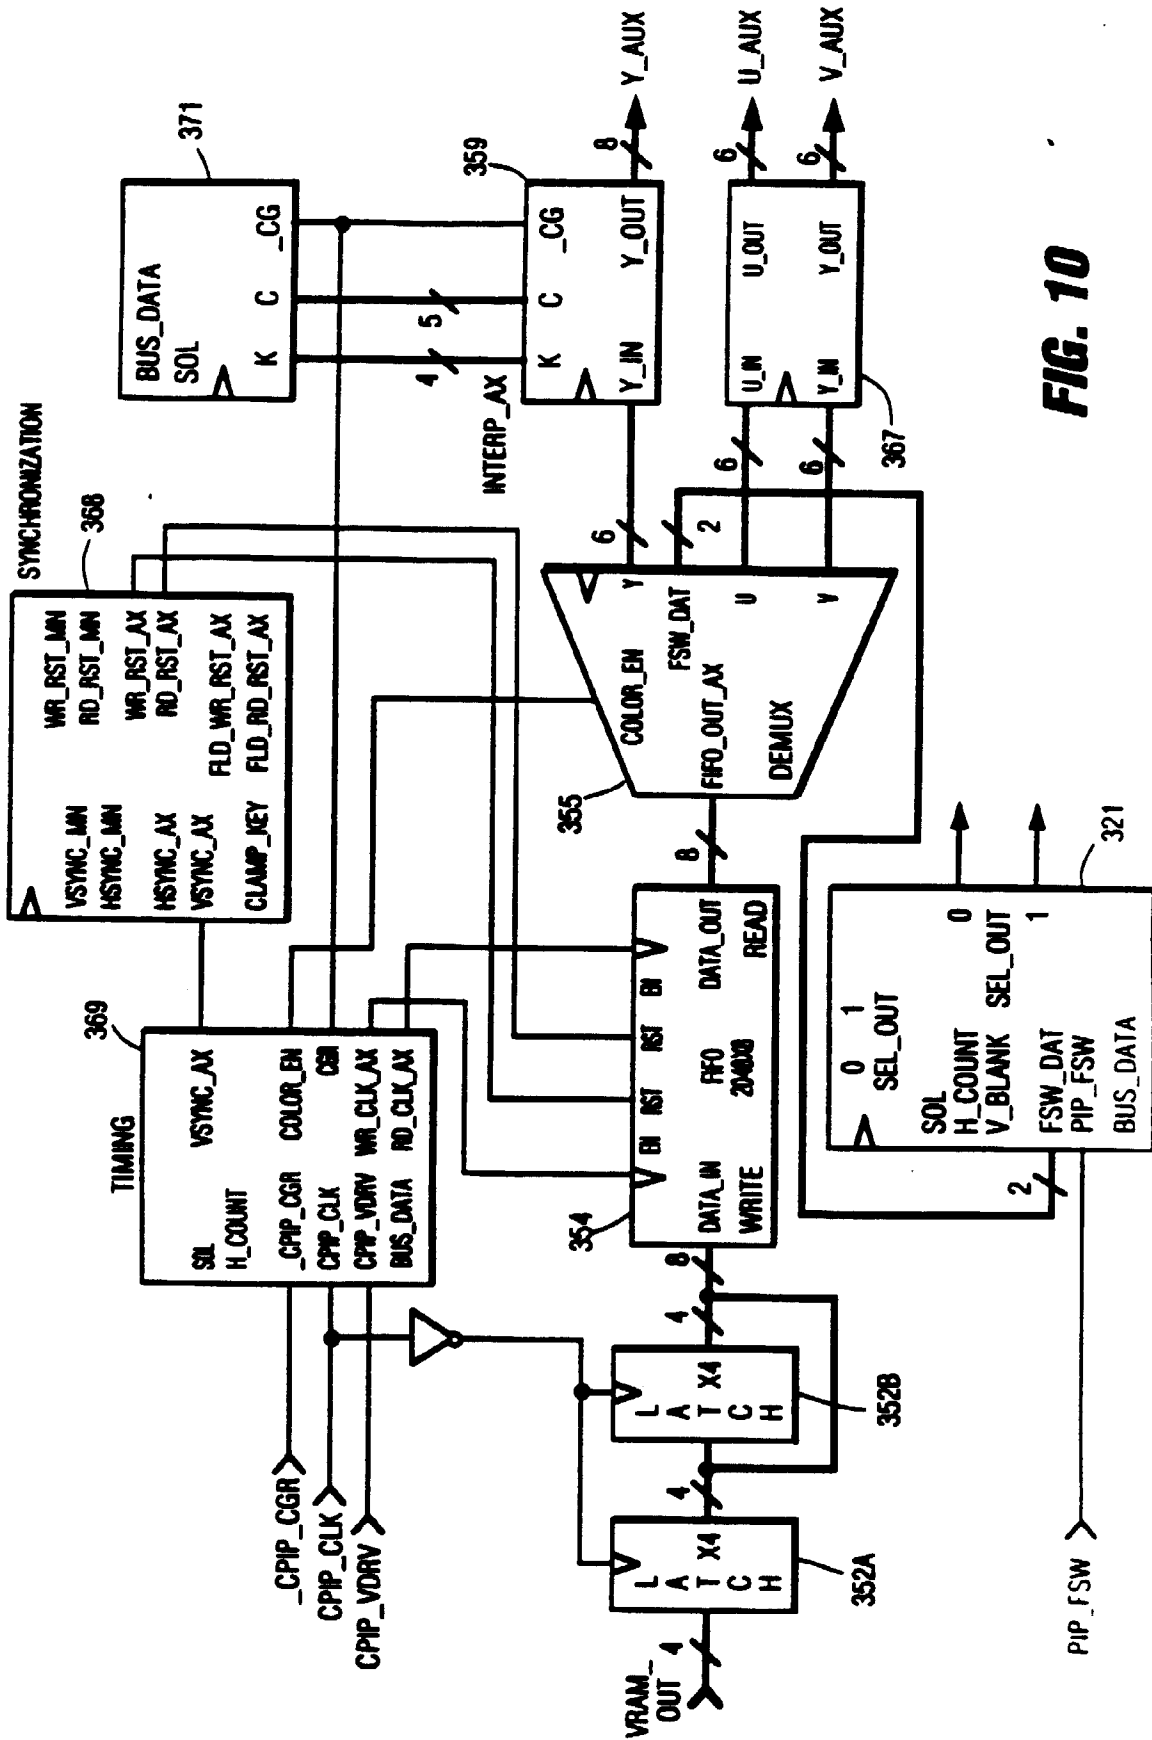 FIG. 10
SYNCHRONIZATION
368
VSYNC_MN
HSYNC_MN
HSYNC_AX
VSYNC_AX
CLAMP_KEY
WR_RST_MN
RD_RST_MN
WR_RST_AX
RD_RST_AX
FLD_WR_RST_AX
FLD_RD_RST_AX
TIMING
369
SOL
H_COUNT
_CPIP_CGR
CPIP_CLK
CPIP_VDRV
BUS_DATA
VSYNC_AX
COLOR_EN
CGR
WR_CLK_AX
RD_CLK_AX
_CPIP_CGR
CPIP_CLK
CPIP_VDRV
371
BUS_DATA
SOL
K
C
_CG
4
5
INTERP_AX
359
K
C
_CG
Y_IN
Y_OUT
8
Y_AUX
VRAM_
OUT
4
LATCH
X4
352A
4
LATCH
X4
352B
4
8
354
EN
RST
RST
EN
DATA_IN
WRITE
FIFO
2048X8
DATA_OUT
READ
8
355
COLOR_EN
FSW_DAT
FIFO_OUT_AX
DEMUX
Y
U
V
6
2
6
6
U_IN
U_OUT
Y_IN
Y_OUT
367
6
U_AUX
6
V_AUX
0 1
SEL_OUT
SOL
H_COUNT
V_BLANK
FSW_DAT
PIP_FSW
BUS_DATA
0
SEL_OUT
1
321
2
PIP_FSW